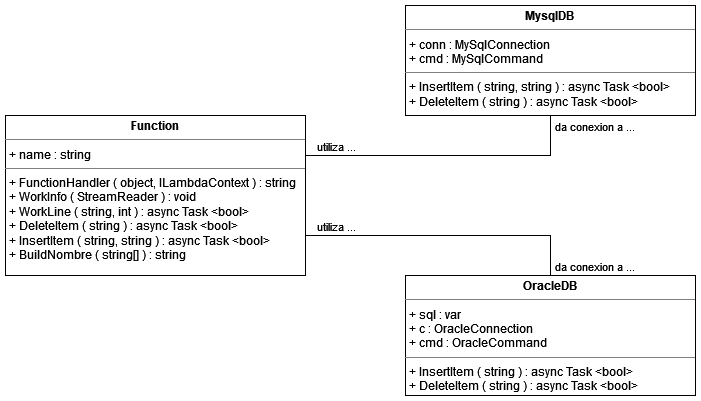 MysqlDB
+ conn : MySqlConnection
+ cmd : MySqlCommand
+ InsertItem ( string, string ) : async Task <bool>
+ DeleteItem ( string ) : async Task <bool>
Function
+ name : string
+ FunctionHandler ( object, ILambdaContext ) : string
+ WorkInfo ( StreamReader ) : void
+ WorkLine ( string, int ) : async Task <bool>
+ DeleteItem ( string ) : async Task <bool>
+ InsertItem ( string, string ) : async Task <bool>
+ BuildNombre ( string[] ) : string
utiliza ...
da conexion a ...
utiliza ...
da conexion a ...
OracleDB
+ sql : var
+ c : OracleConnection
+ cmd : OracleCommand
+ InsertItem ( string ) : async Task <bool>
+ DeleteItem ( string ) : async Task <bool>